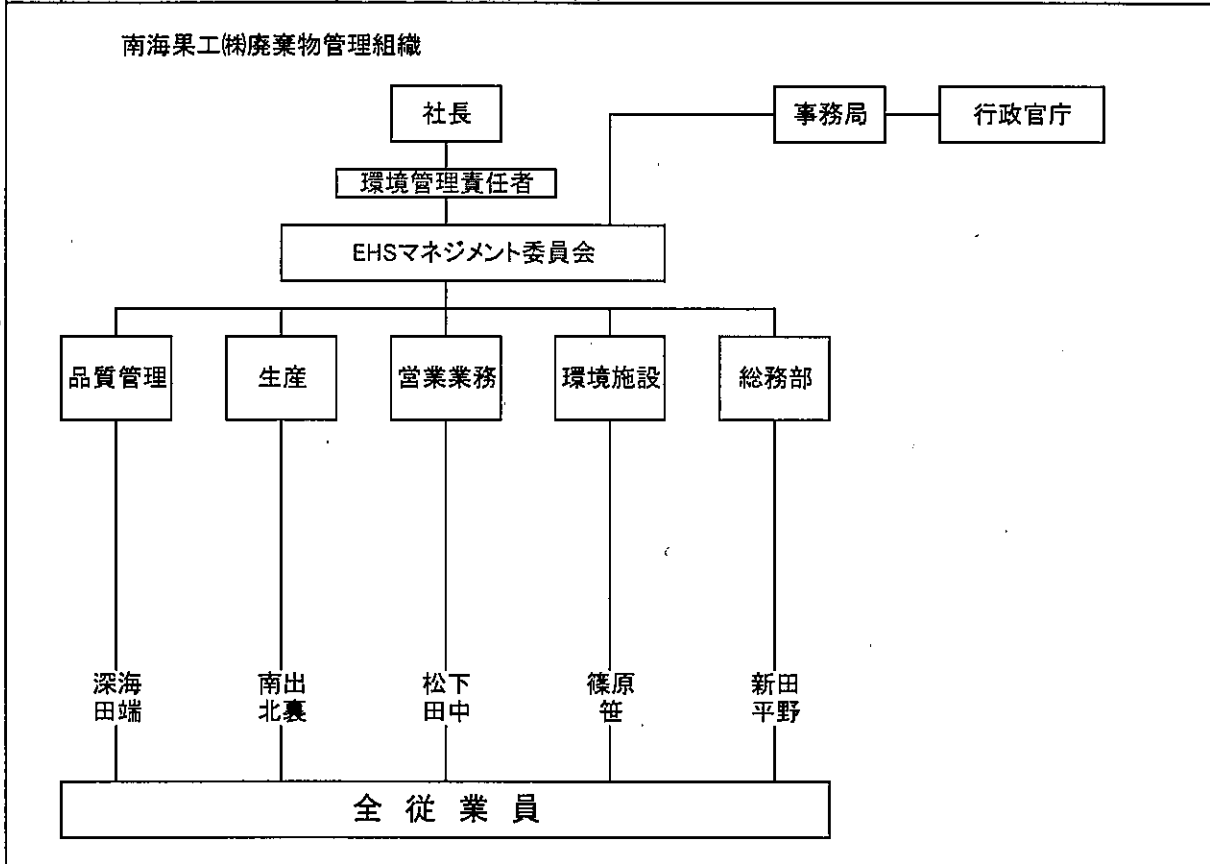 南海果工㈱廃棄物管理組織
社長
事務局
行政官庁
環境管理責任者
EHSマネジメント委員会
品質管理
生産
営業業務
環境施設
総務部
深海
田端
南出
北裏
松下
田中
篠原
笹
新田
平野
全従業員